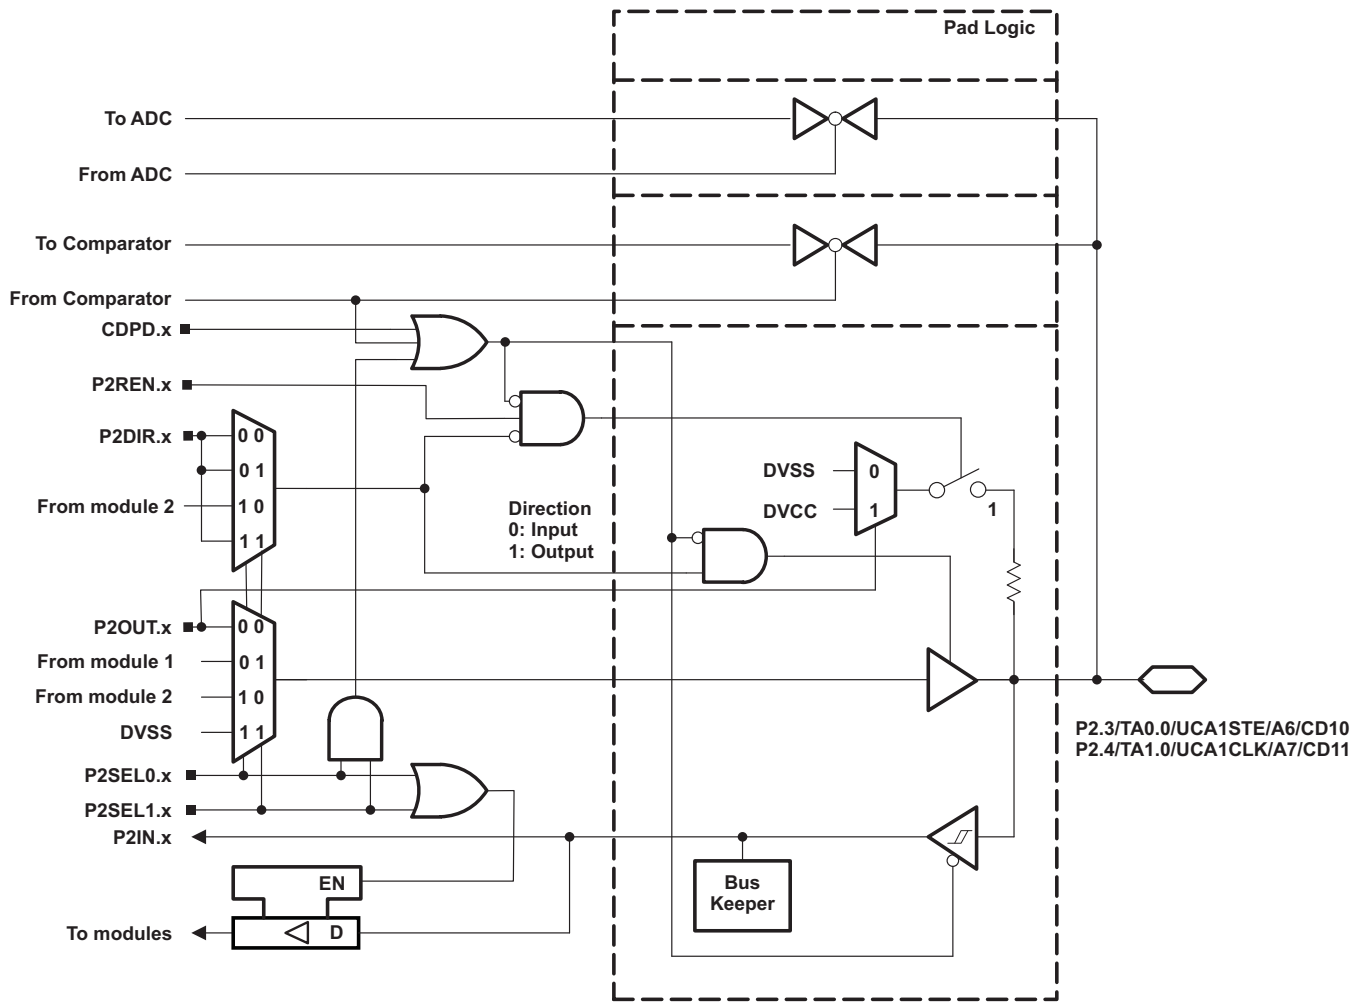 Pad Logic
To ADC
From ADC
To Comparator
From Comparator
CDPD.x
P2REN.x
P2DIR.x
0 0
0 1
From module 2
1 0
1 1
Direction
0: Input
1: Output
DVSS
0
DVCC
1
1
P2OUT.x
0 0
From module 1
0 1
From module 2
1 0
DVSS
1 1
P2SEL0.x
P2SEL1.x
P2IN.x
EN
D
To modules
Bus
Keeper
P2.3/TA0.0/UCA1STE/A6/CD10
P2.4/TA1.0/UCA1CLK/A7/CD11